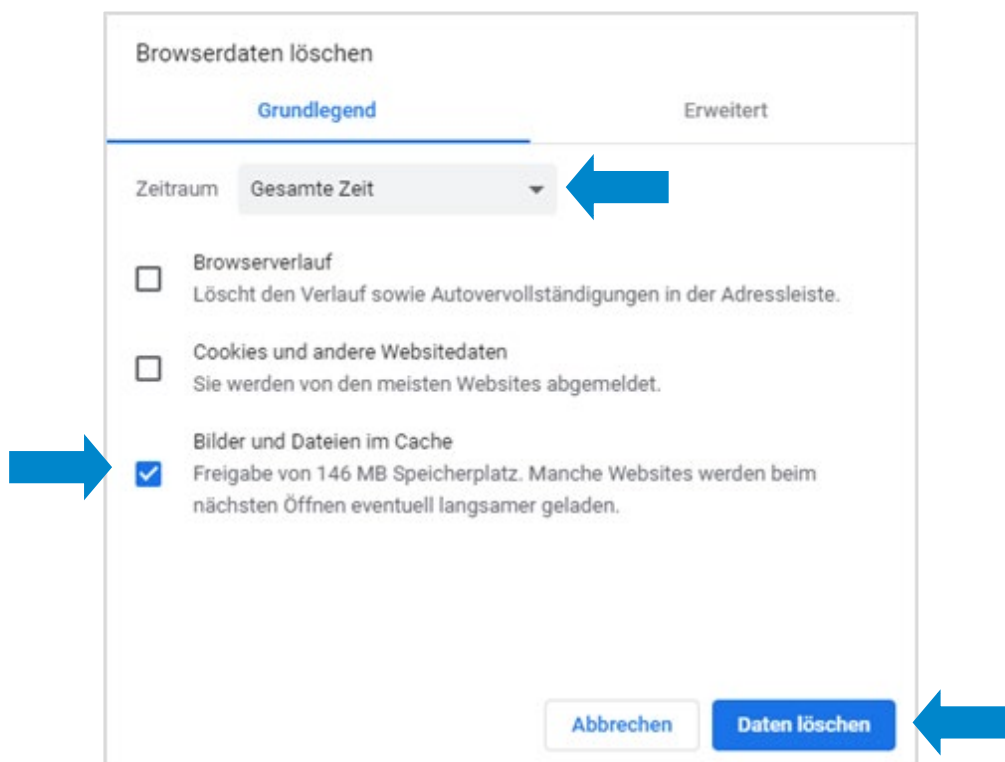 Browserdaten löschen
Grundlegend
Erweitert
Zeitraum
Gesamte Zeit
Browserverlauf
Löscht den Verlauf sowie Autovervollständigungen in der Adressleiste.
Cookies und andere Websitedaten
Sie werden von den meisten Websites abgemeldet.
Bilder und Dateien im Cache
Freigabe von 146 MB Speicherplatz. Manche Websites werden beim
nächsten Öffnen eventuell langsamer geladen.
Abbrechen
Daten löschen